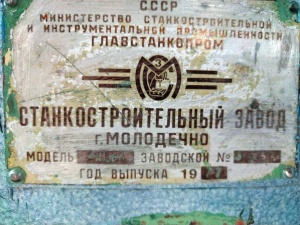 СССР
МИНИСТЕРСТВО СТАНКОСТРОИТЕЛЬНОЙ
И ИНСТРУМЕНТАЛЬНОЙ ПРОМЫШЛЕННОСТИ
ГЛАВСТАНКОПРОМ
СТАНКОСТРОИТЕЛЬНЫЙ ЗАВОД
г. МОЛОДЕЧНО
МОДЕЛЬ ЗАВОДСКОЙ №
ГОД ВЫПУСКА 19